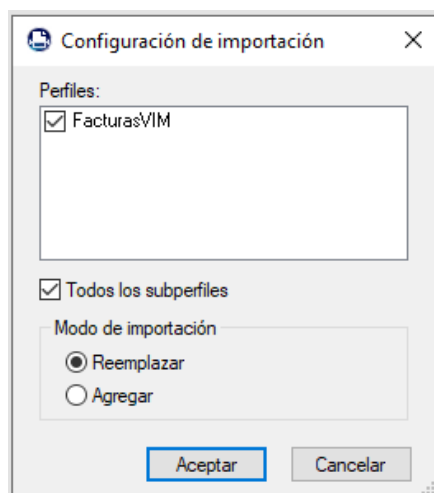 Configuración de importación
Perfiles:
FacturasVIM
Todos los subperfiles
Modo de importación
Reemplazar
Agregar
Aceptar Cancelar